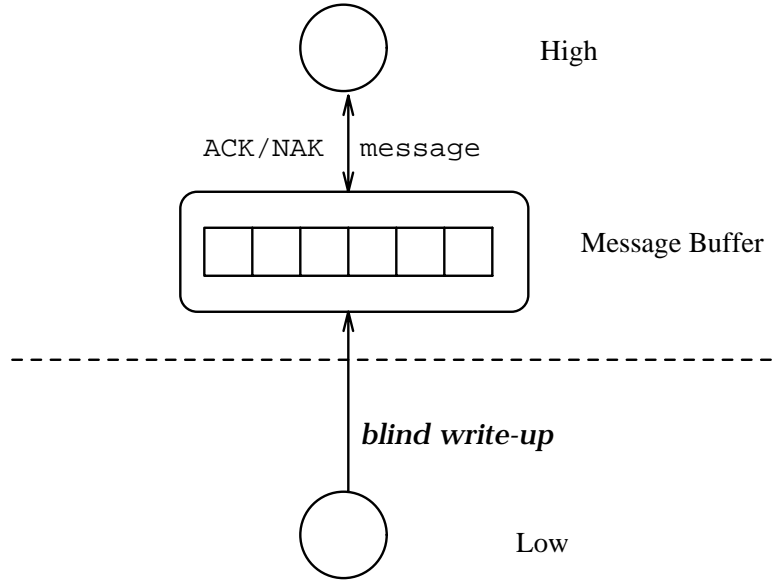 High
ACK/NAK message
Message Buffer
blind write-up
Low